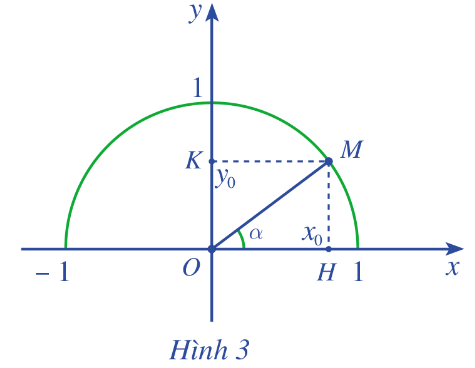 y
1
K
M
y₀
α
x₀
– 1
O
H
1
x
Hình 3